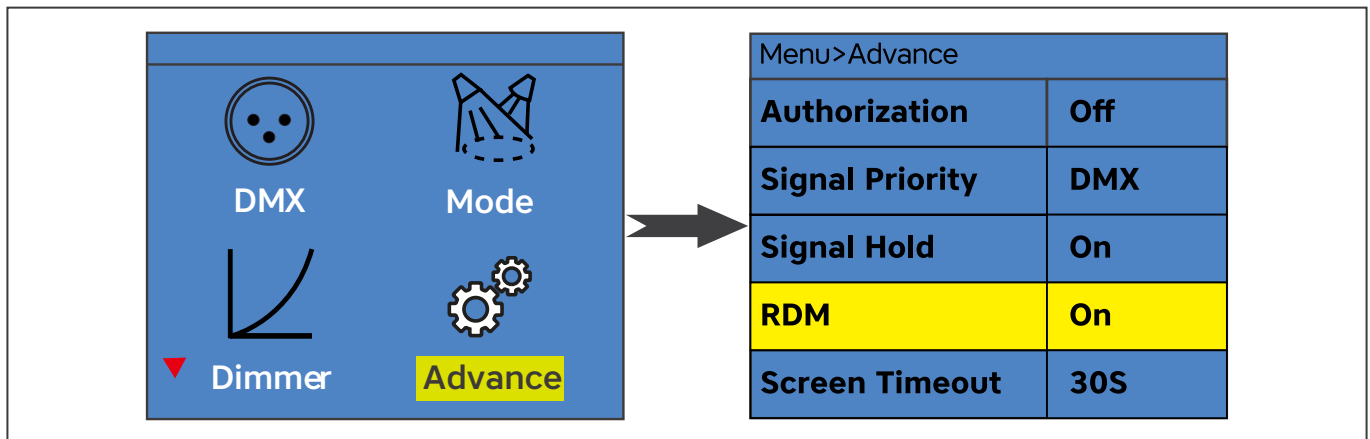 DMX
Mode
Dimmer
Advance
Menu>Advance
Authorization Off
Signal Priority DMX
Signal Hold On
RDM On
Screen Timeout 30S